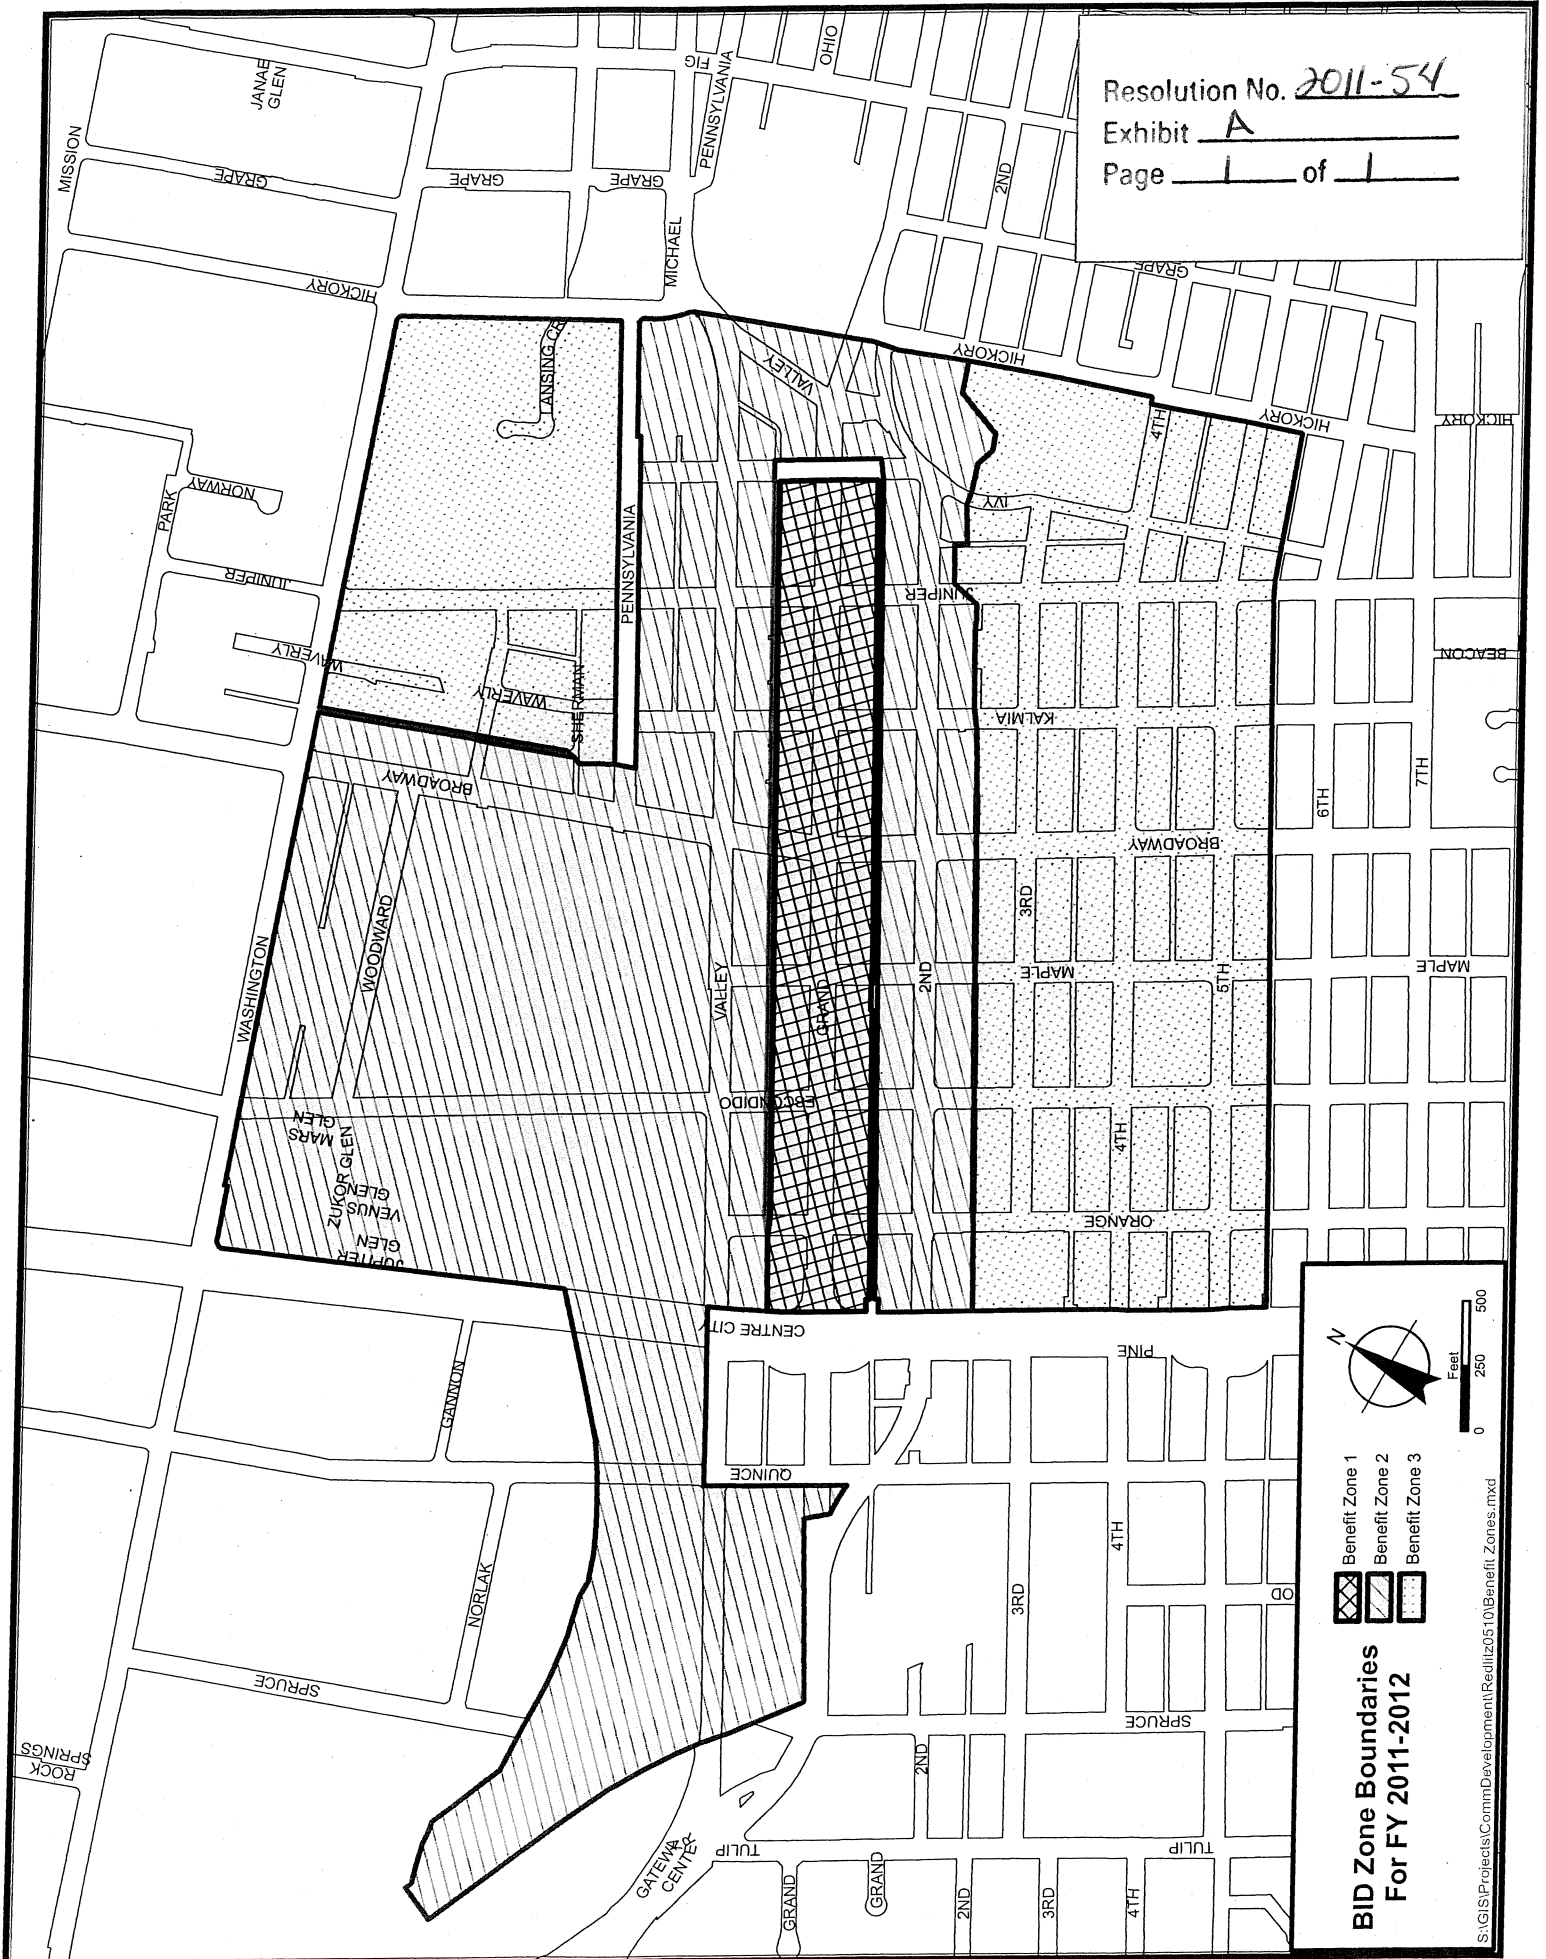 Resolution No. 2011-54
Exhibit A
Page 1 of 1
JANAE
GLEN
MISSION
GRAPE
GRAPE
GRAPE
FIG
PENNSYLVANIA
OHIO
2ND
GRAPE
MICHAEL
HICKORY
LANSING CR
VALLEY
HICKORY
4TH
HICKORY
HICKORY
NORWAY
PARK
IVY
PENNSYLVANIA
JUNIPER
JUNIPER
WAVERLY
WAVERLY
SHERMAN
KALMIA
BEACON
BROADWAY
6TH
7TH
BROADWAY
WOODWARD
3RD
WASHINGTON
VALLEY
GRAND
2ND
MAPLE
5TH
MAPLE
ESCONDIDO
MARS
GLEN
ZUKOR GLEN
4TH
VENUS
GLEN
ORANGE
JUPITER
GLEN
CENTRE CITY
PINE
GANNON
QUINCE
NORLAK
4TH
3RD
OD
SPRUCE
SPRUCE
ROCK
SPRINGS
2ND
GATEWA
CENTER
TULIP
TULIP
GRAND
GRAND
2ND
3RD
4TH
N
Feet
0 250 500
Benefit Zone 1
Benefit Zone 2
Benefit Zone 3
BID Zone Boundaries
For FY 2011-2012
S:\GIS\Projects\CommDevelopment\Redlitz0510\Benefit Zones.mxd